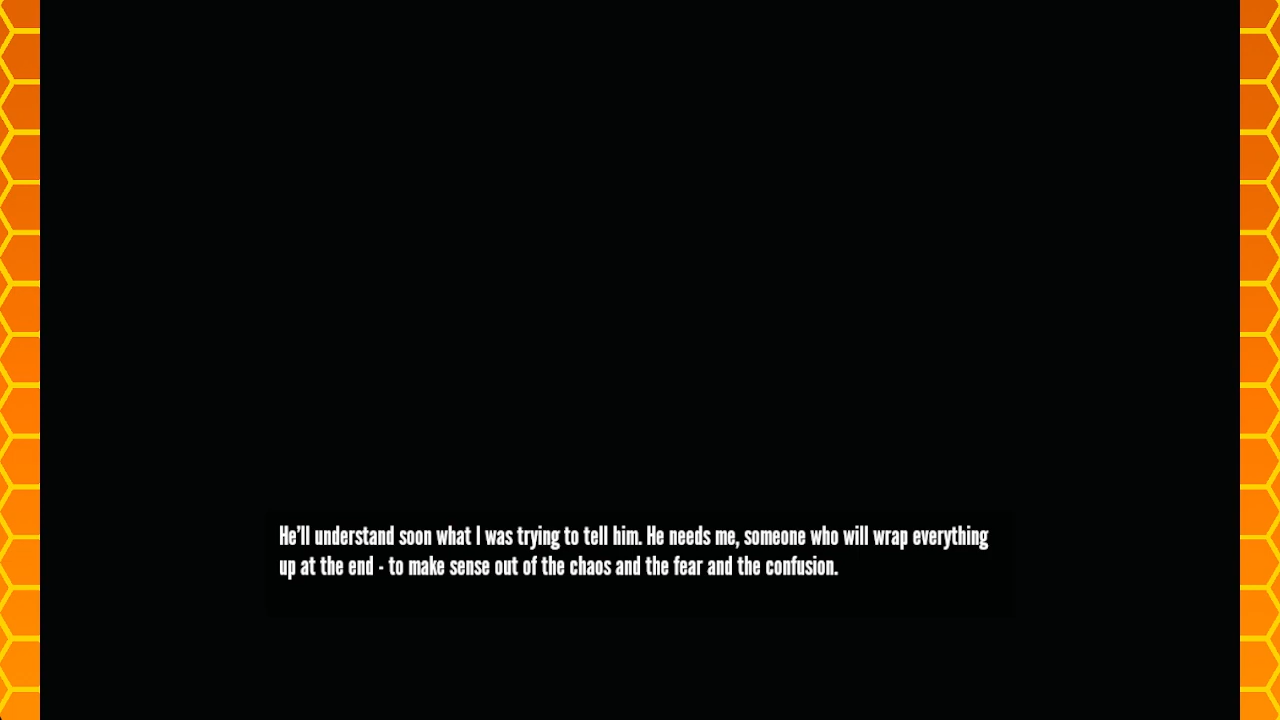 He’ll understand soon what I was trying to tell him. He needs me, someone who will wrap everything
up at the end - to make sense out of the chaos and the fear and the confusion.